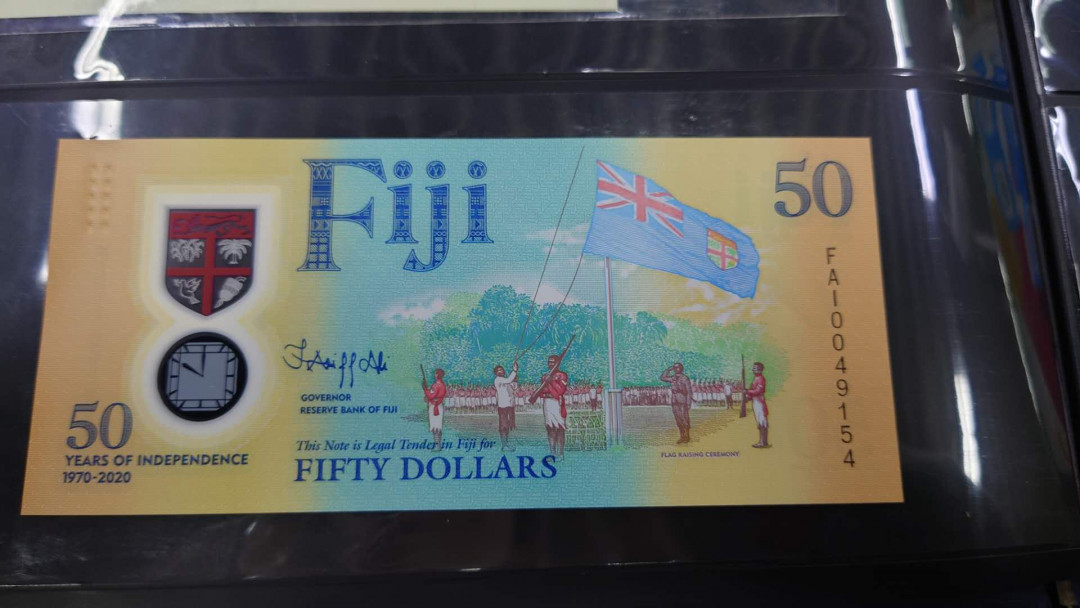 Fiji
50
FAI0049154
GOVERNOR
RESERVE BANK OF FIJI
50
YEARS OF INDEPENDENCE
1970-2020
This Note is Legal Tender in Fiji for
FIFTY DOLLARS
FLAG RAISING CEREMONY